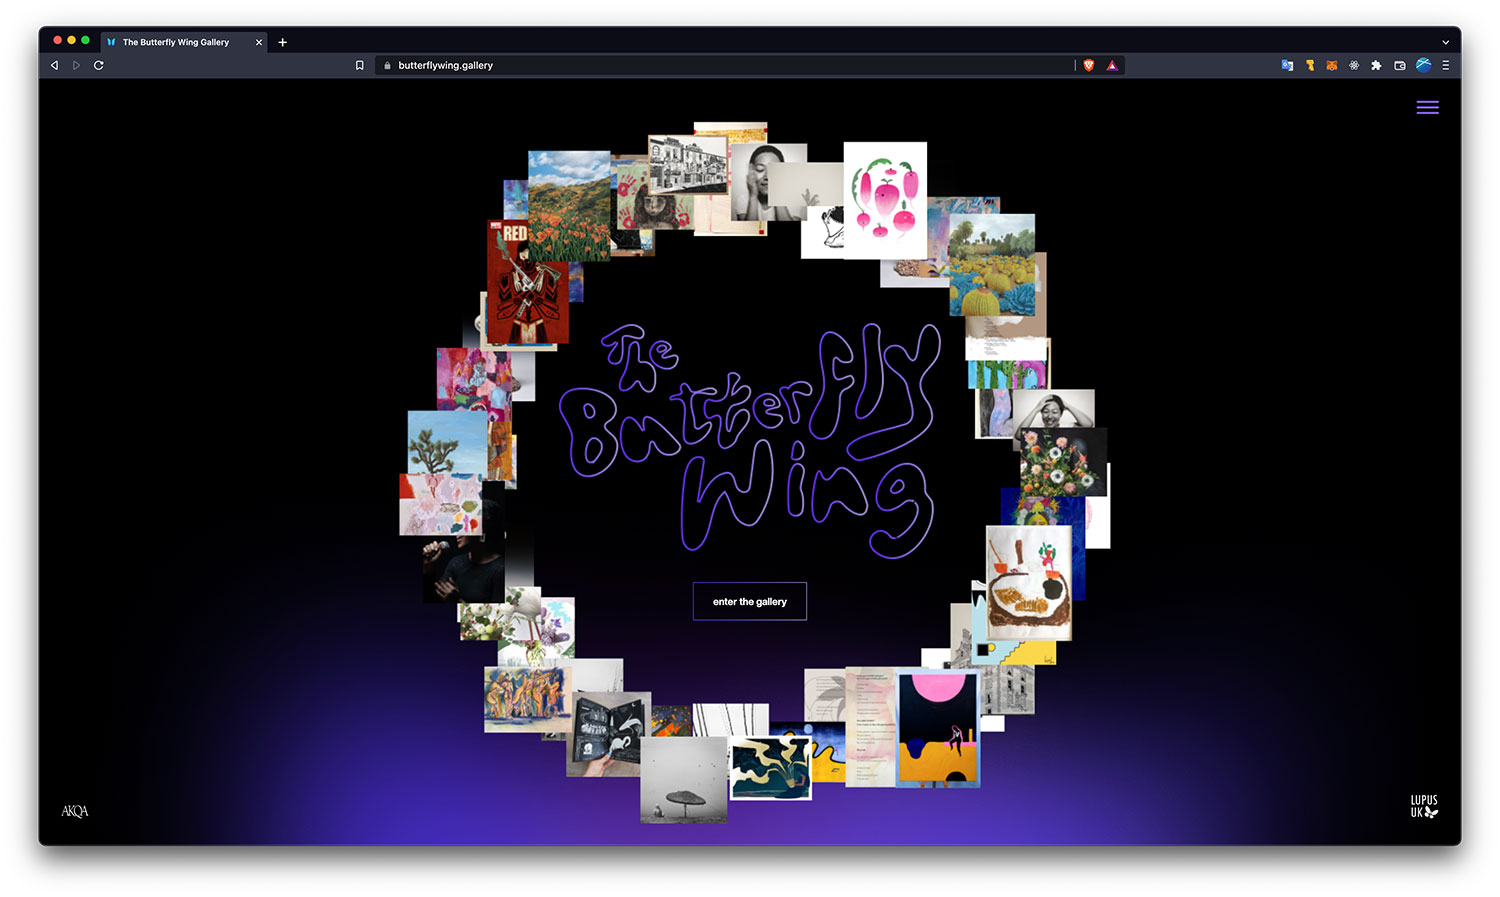 The Butterfly Wing Gallery
butterflywing.gallery
RED
The
Butterfly
Wing
enter the gallery
AKQA
LUPUS
UK